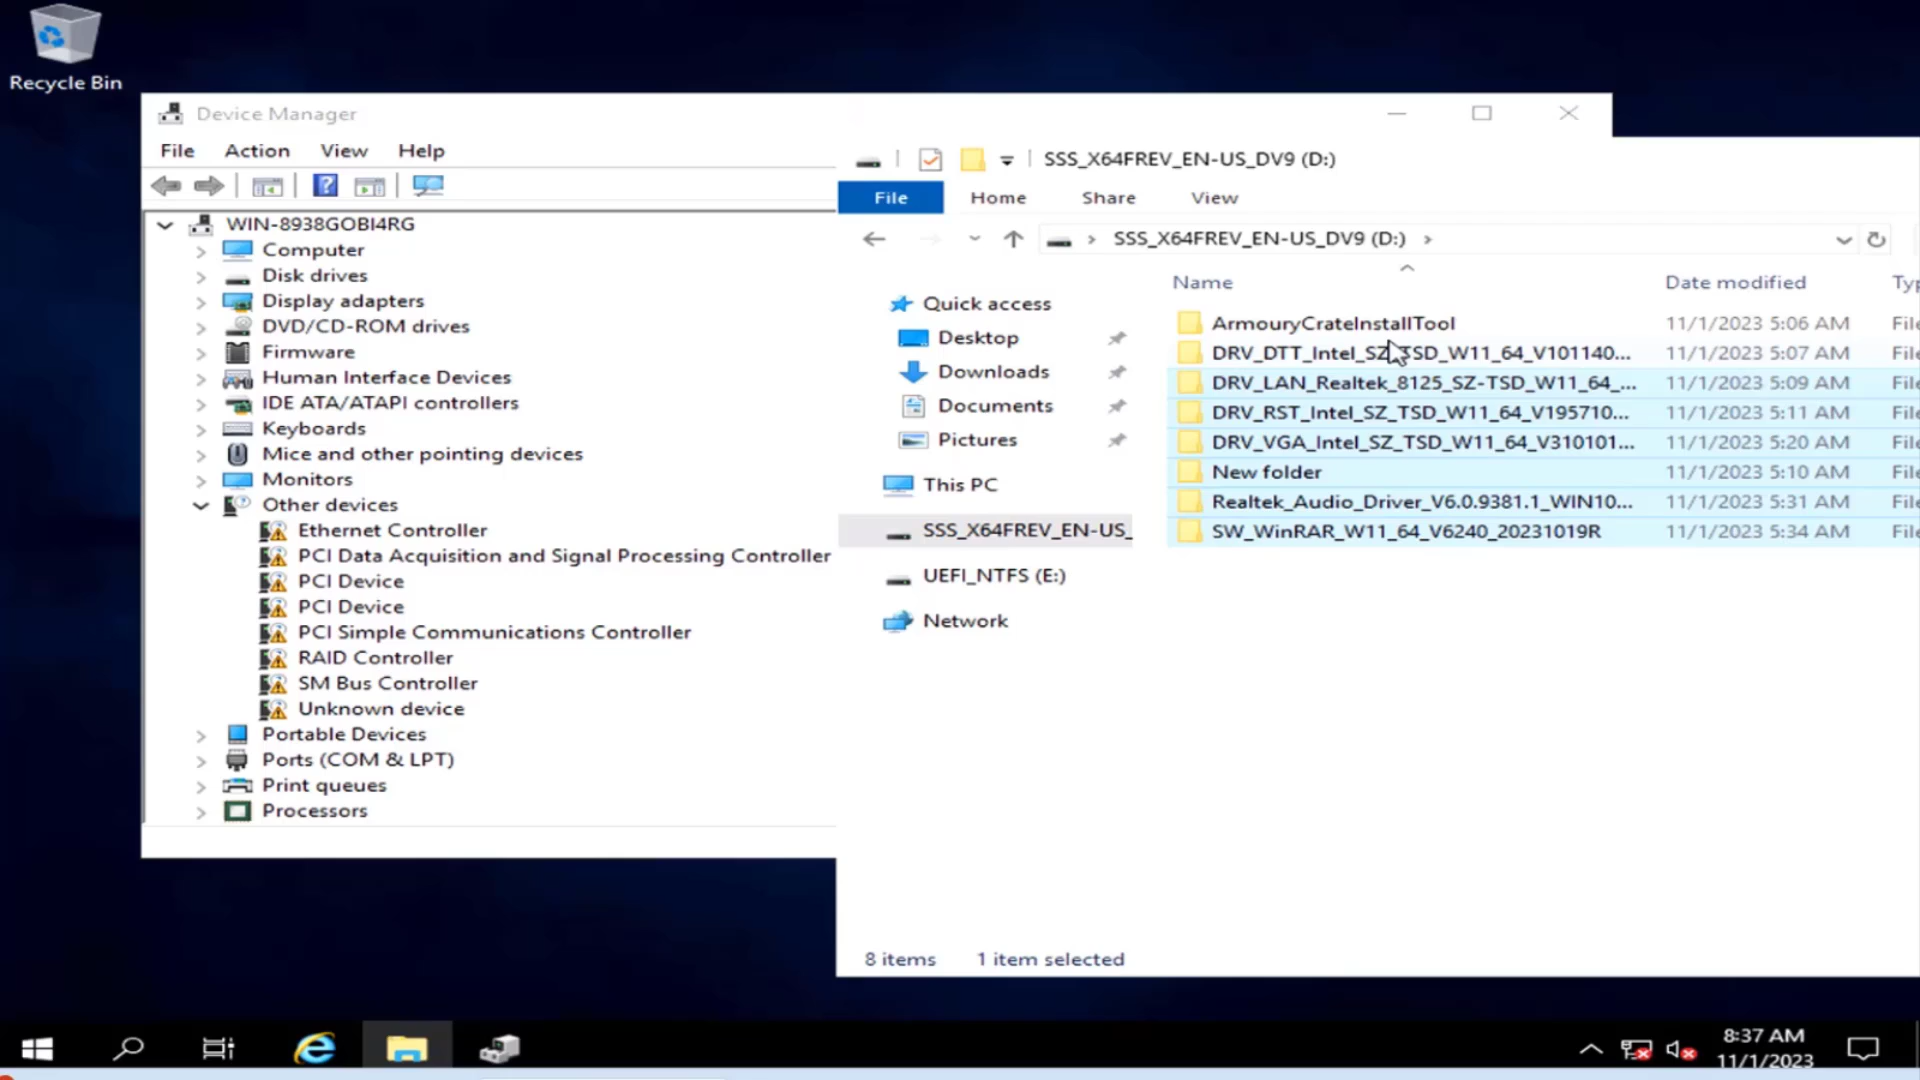 Recycle Bin
Device Manager
File Action View Help
WIN-8938GOBI4RG
Computer
Disk drives
Display adapters
DVD/CD-ROM drives
Firmware
Human Interface Devices
IDE ATA/ATAPI controllers
Keyboards
Mice and other pointing devices
Monitors
Other devices
Ethernet Controller
PCI Data Acquisition and Signal Processing Controller
PCI Device
PCI Device
PCI Simple Communications Controller
RAID Controller
SM Bus Controller
Unknown device
Portable Devices
Ports (COM & LPT)
Print queues
Processors
SSS_X64FREV_EN-US_DV9 (D:)
File Home Share View
SSS_X64FREV_EN-US_DV9 (D:)
Quick access
Desktop
Downloads
Documents
Pictures
This PC
SSS_X64FREV_EN-US_
UEFI_NTFS (E:)
Network
Name Date modified Typ
ArmouryCrateInstallTool 11/1/2023 5:06 AM File
DRV_DTT_Intel_SZ_TSD_W11_64_V101140... 11/1/2023 5:07 AM File
DRV_LAN_Realtek_8125_SZ-TSD_W11_64_... 11/1/2023 5:09 AM File
DRV_RST_Intel_SZ_TSD_W11_64_V195710... 11/1/2023 5:11 AM File
DRV_VGA_Intel_SZ_TSD_W11_64_V310101... 11/1/2023 5:20 AM File
New folder 11/1/2023 5:10 AM File
Realtek_Audio_Driver_V6.0.9381.1_WIN10... 11/1/2023 5:31 AM File
SW_WinRAR_W11_64_V6240_20231019R 11/1/2023 5:34 AM File
8 items 1 item selected
8:37 AM
11/1/2023